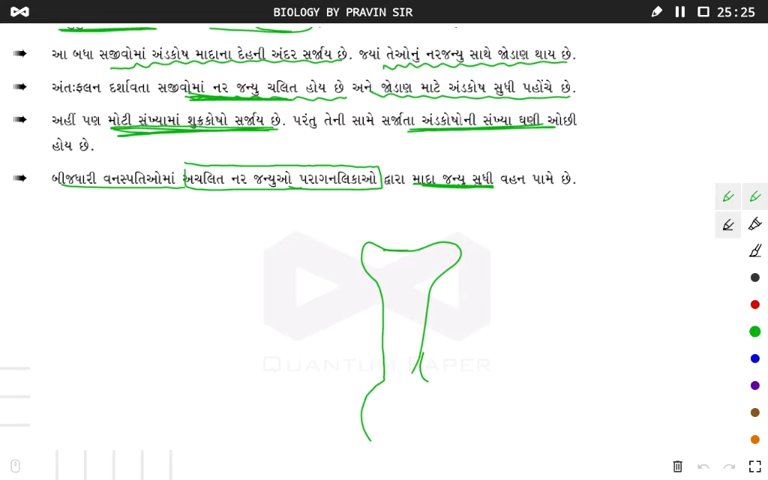 BIOLOGY BY PRAVIN SIR
25:25
આ બધા સજીવોમાં અંડકોષ માદાના દેહની અંદર સર્જાય છે. જયાં તેઓનું નરજન્યુ સાથે જોડાણ થાય છે.
અંતઃફલન દર્શાવતા સજીવોમાં નર જન્યુ ચલિત હોય છે અને જોડાણ માટે અંડકોષ સુધી પહોંચે છે.
અહીં પણ મોટી સંખ્યામાં શુક્રકોષો સર્જાય છે. પરંતુ તેની સામે સર્જાતા અંડકોષોની સંખ્યા ઘણી ઓછી
હોય છે.
બીજધારી વનસ્પતિઓમાં અચલિત નર જન્યુઓ પરાગનલિકાઓ દ્વારા માદા જન્યુ સુધી વહન પામે છે.
QUANTUM PAPER